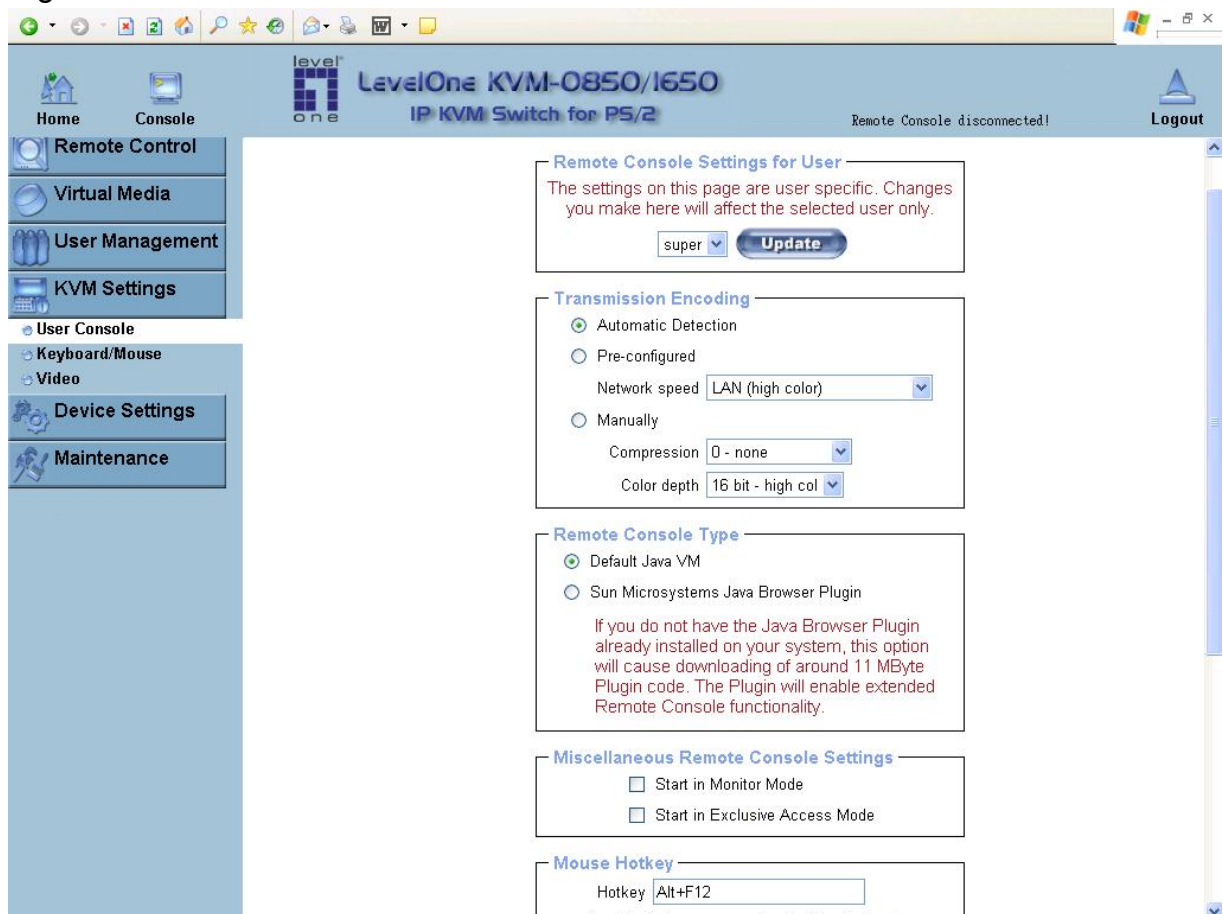 level
one
LevelOne KVM-0850/1650
IP KVM Switch for PS/2
Home
Console
Remote Console disconnected!
Logout
Remote Control
Virtual Media
User Management
KVM Settings
User Console
Keyboard/Mouse
Video
Device Settings
Maintenance
Remote Console Settings for User
The settings on this page are user specific. Changes
you make here will affect the selected user only.
super
Update
Transmission Encoding
Automatic Detection
Pre-configured
Network speed LAN (high color)
Manually
Compression 0 - none
Color depth 16 bit - high col
Remote Console Type
Default Java VM
Sun Microsystems Java Browser Plugin
If you do not have the Java Browser Plugin
already installed on your system, this option
will cause downloading of around 11 MByte
Plugin code. The Plugin will enable extended
Remote Console functionality.
Miscellaneous Remote Console Settings
Start in Monitor Mode
Start in Exclusive Access Mode
Mouse Hotkey
Hotkey Alt+F12